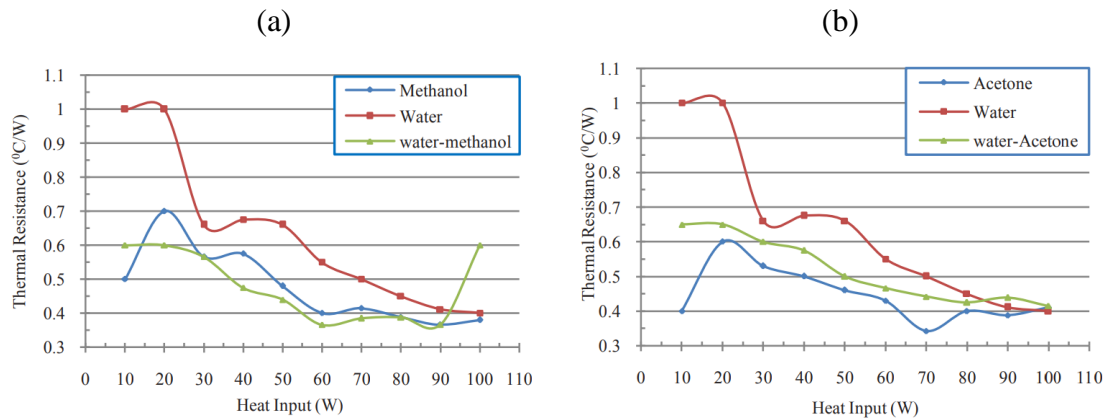 (a)
1.1
1
0.9
0.8
0.7
0.6
0.5
0.4
0.3
Thermal Resistance (⁰C/W)
Methanol
Water
water-methanol
0 10 20 30 40 50 60 70 80 90 100 110
Heat Input (W)
(b)
1.1
1
0.9
0.8
0.7
0.6
0.5
0.4
0.3
Thermal Resistance (⁰C/W)
Acetone
Water
water-Acetone
0 10 20 30 40 50 60 70 80 90 100 110
Heat Input (W)